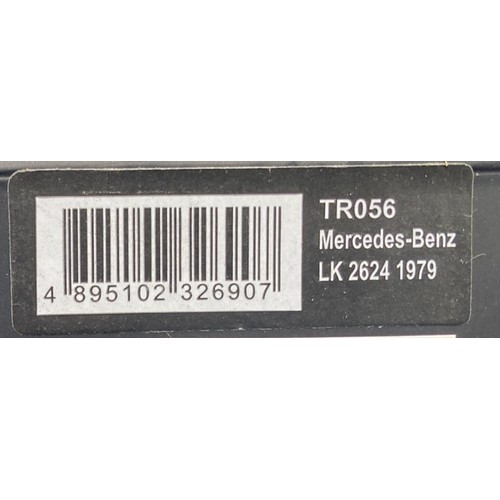 TR056
Mercedes-Benz
LK 2624 1979
4 895102 326907